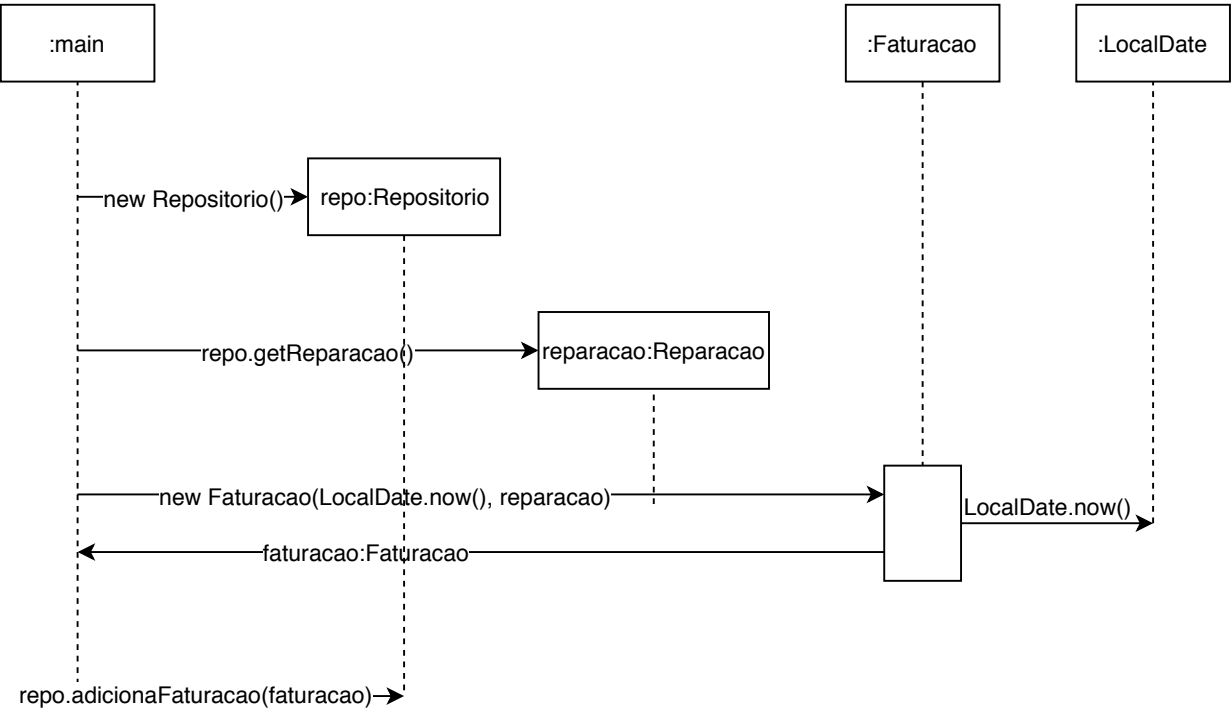 :main
:Faturacao
:LocalDate
new Repositorio()
repo:Repositorio
repo.getReparacao()
reparacao:Reparacao
new Faturacao(LocalDate.now(), reparacao)
LocalDate.now()
faturacao:Faturacao
repo.adicionaFaturacao(faturacao)